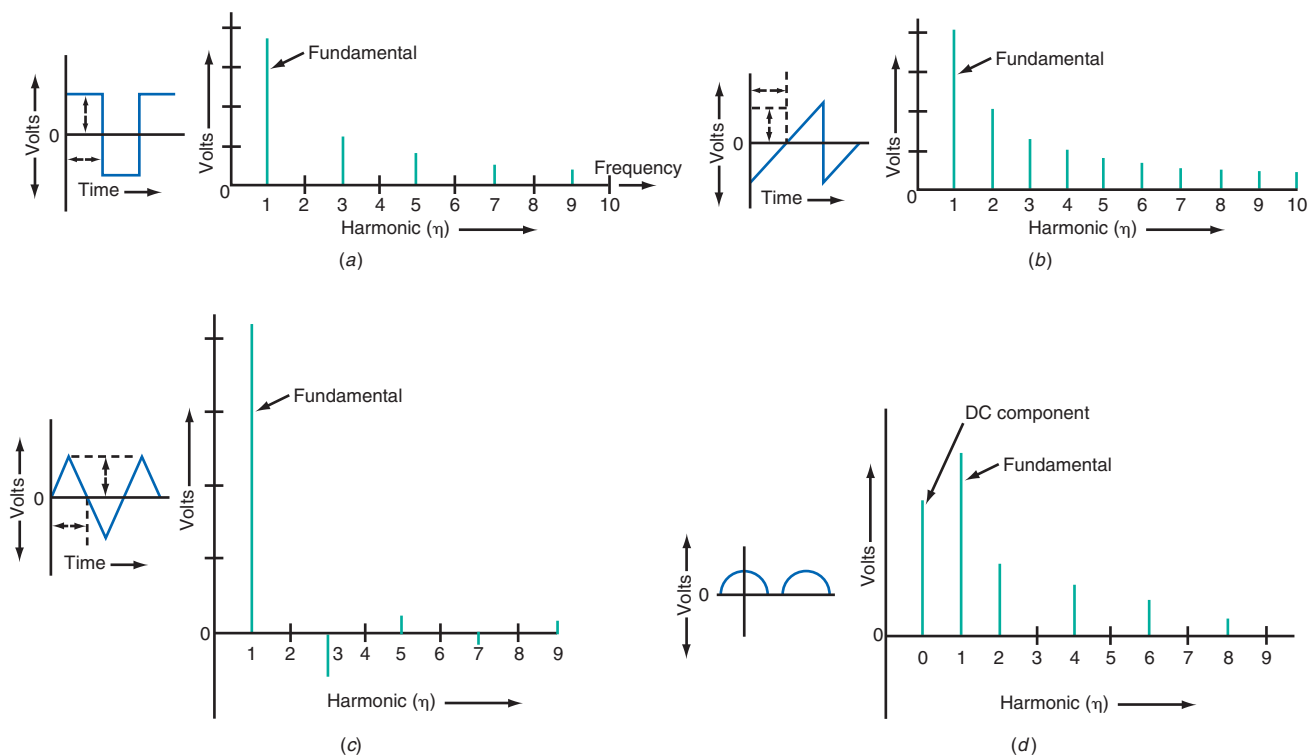 Volts
0
Time
Volts
Fundamental
0
1 2 3 4 5 6 7 8 9 10
Frequency
Harmonic (η)
(a)
Volts
0
Time
Volts
Fundamental
0
1 2 3 4 5 6 7 8 9 10
Harmonic (η)
(b)
Volts
0
Time
Volts
Fundamental
0
1 2 3 4 5 6 7 8 9
Harmonic (η)
(c)
Volts
0
Volts
DC component
Fundamental
0
0 1 2 3 4 5 6 7 8 9
Harmonic (η)
(d)